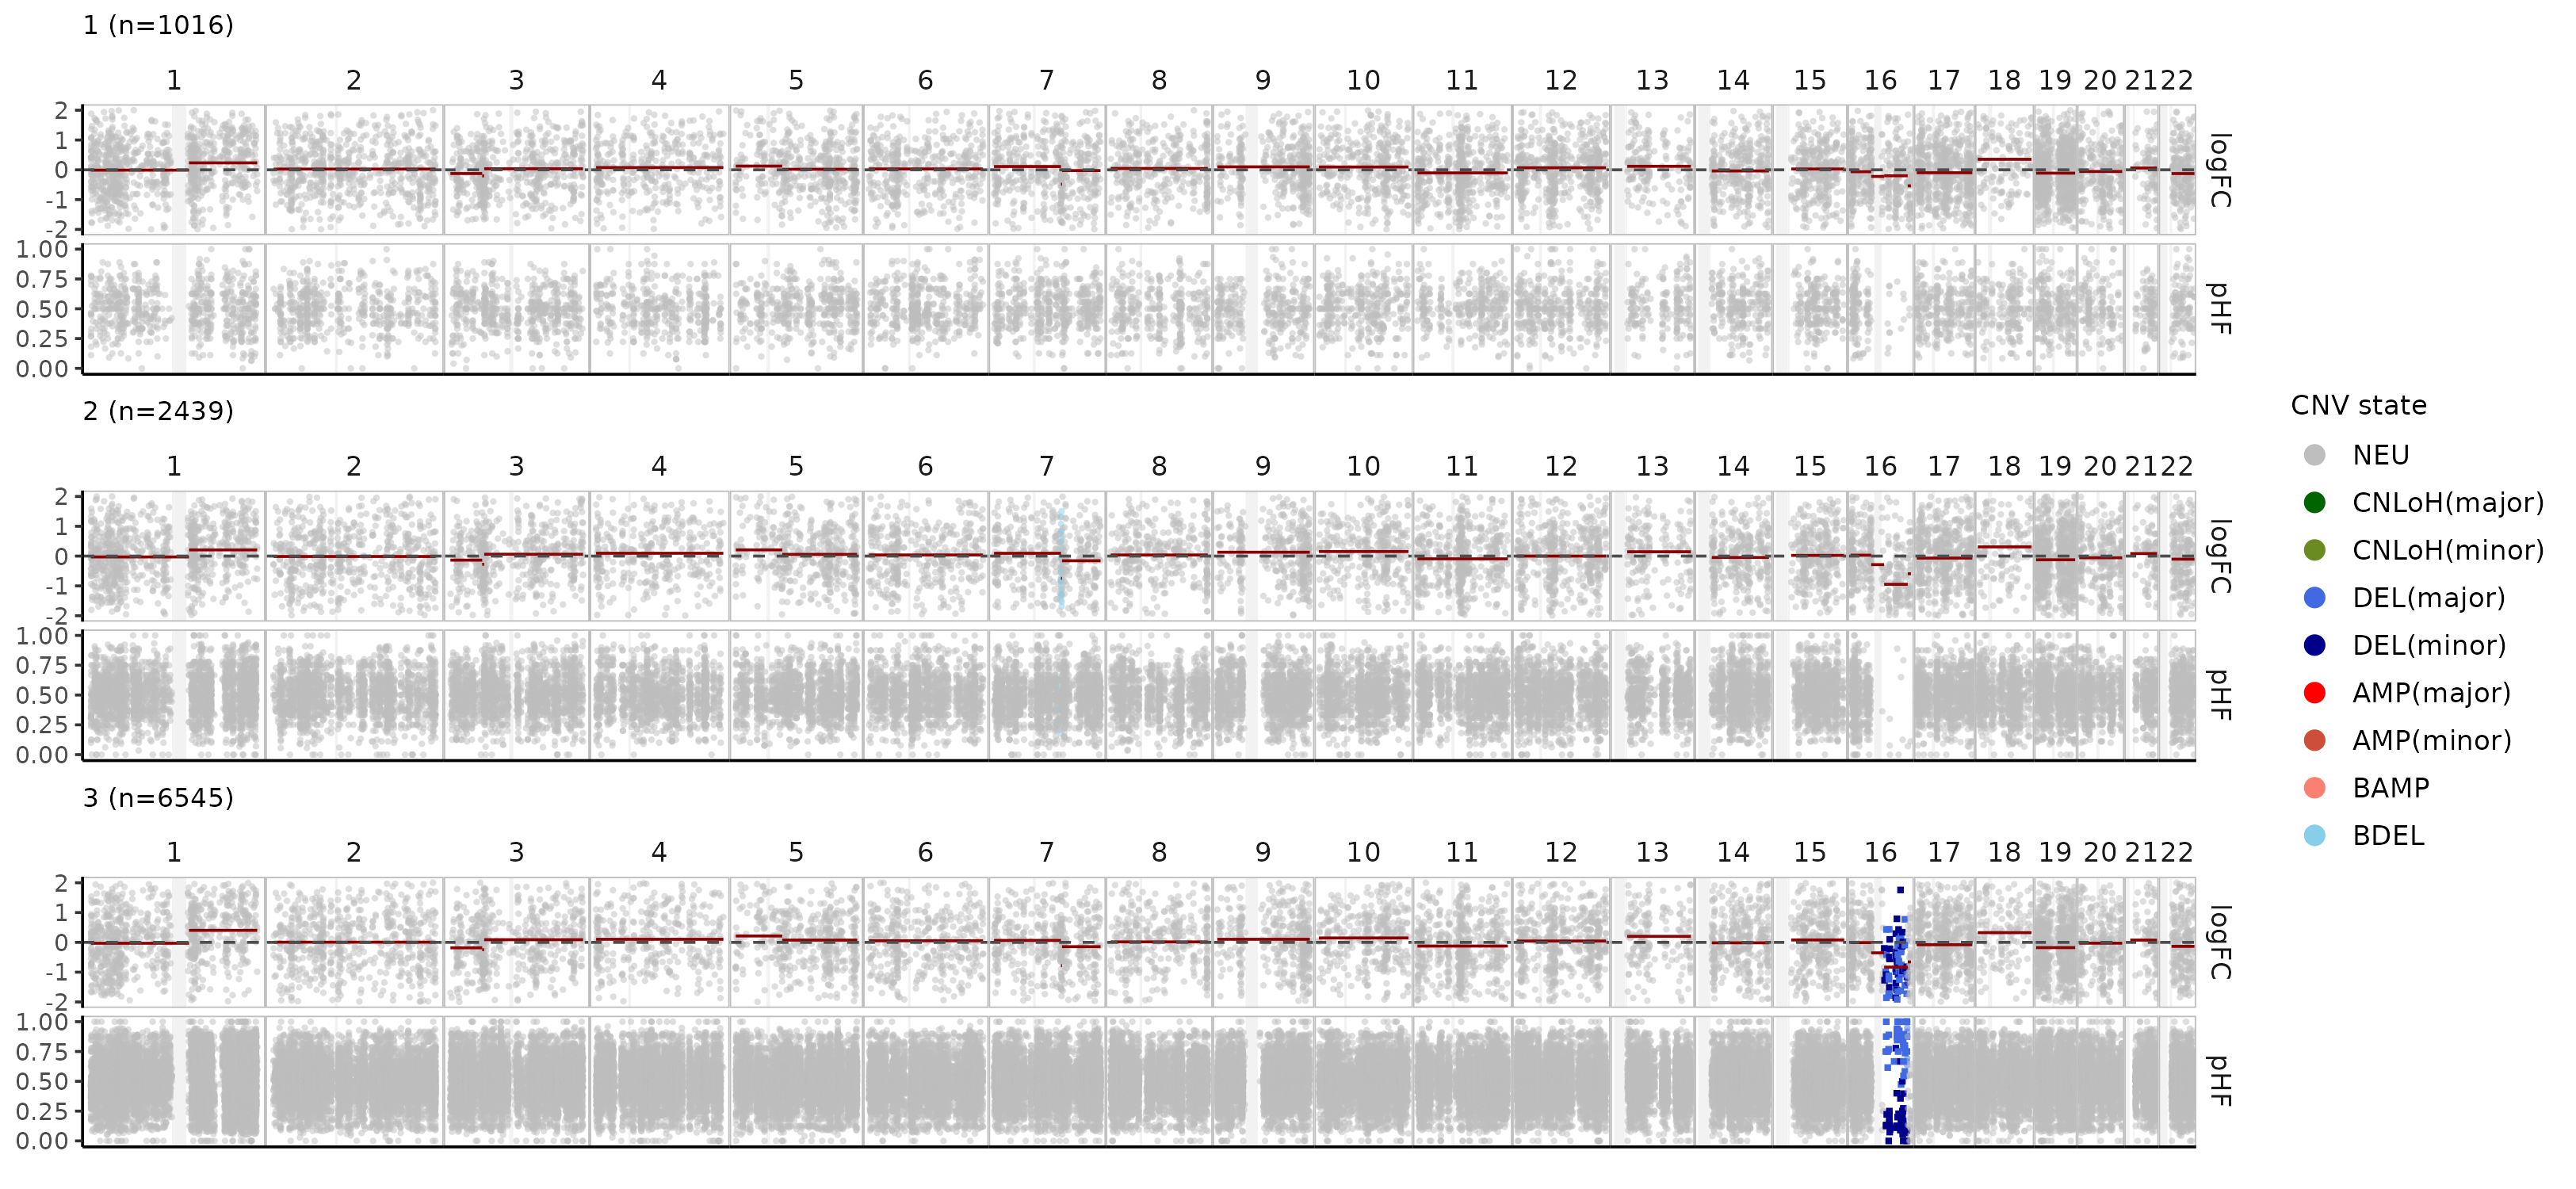 1 (n=1016)
1 2 3 4 5 6 7 8 9 10 11 12 13 14 15 16 17 18 19 20 21 22
2
1
0
-1
-2
logFC
1.00
0.75
0.50
0.25
0.00
pHF
2 (n=2439)
1 2 3 4 5 6 7 8 9 10 11 12 13 14 15 16 17 18 19 20 21 22
2
1
0
-1
-2
logFC
1.00
0.75
0.50
0.25
0.00
pHF
3 (n=6545)
1 2 3 4 5 6 7 8 9 10 11 12 13 14 15 16 17 18 19 20 21 22
2
1
0
-1
-2
logFC
1.00
0.75
0.50
0.25
0.00
pHF
CNV state
NEU
CNLoH(major)
CNLoH(minor)
DEL(major)
DEL(minor)
AMP(major)
AMP(minor)
BAMP
BDEL